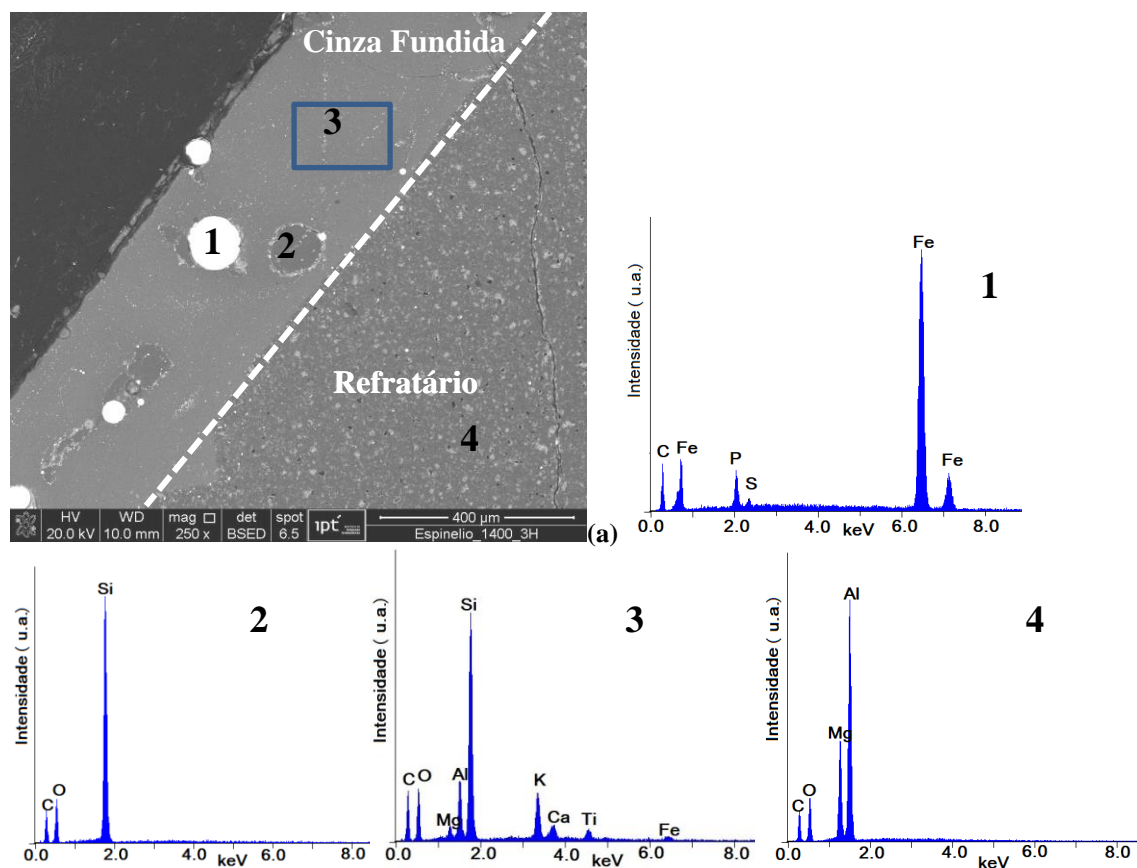 Cinza Fundida
3
1
2
Refratário
4
HV WD mag det spot
20.0 kV 10.0 mm 250 x BSED 6.5
ipt
400 µm
Espinelio_1400_3H
(a)
Intensidade ( u.a.)
1
C Fe P S Fe Fe
0.0 2.0 4.0 6.0 8.0
keV
Intensidade ( u.a.)
2
C O Si
0.0 2.0 4.0 6.0 8.0
keV
Intensidade ( u.a.)
3
C O Mg Al Si K Ca Ti Fe
0.0 2.0 4.0 6.0 8.0
keV
Intensidade ( u.a.)
4
C O Mg Al
0.0 2.0 4.0 6.0 8.0
keV